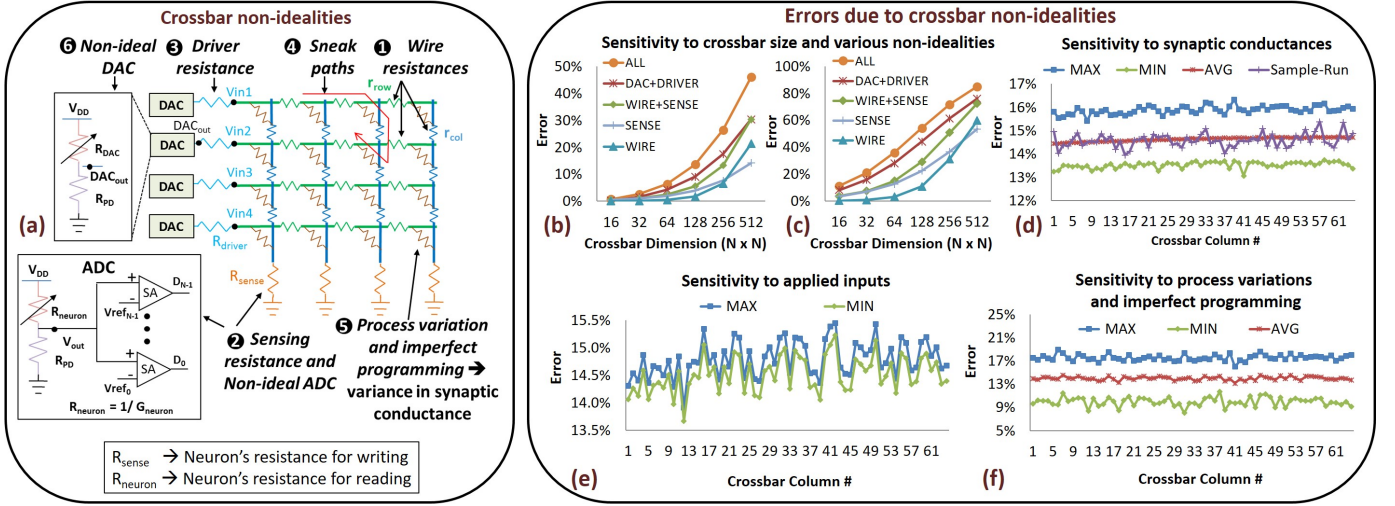 Crossbar non-idealities
❻ Non-ideal
DAC
❸ Driver
resistance
❹ Sneak
paths
❶ Wire
resistances
VDD
RDAC
DACout
RPD
DAC
DACout
DAC
DAC
DAC
Vin1
Vin2
Vin3
Vin4
Rdriver
rrow
rcol
(a)
Rsense
ADC
VDD
Rneuron
Vout
RPD
+
-
SA
DN-1
VrefN-1
+
-
SA
D0
Vref0
Rneuron = 1/ Gneuron
❷ Sensing
resistance and
Non-ideal ADC
❺ Process variation
and imperfect
programming ➔
variance in synaptic
conductance
Rsense ➔ Neuron's resistance for writing
Rneuron ➔ Neuron's resistance for reading
Errors due to crossbar non-idealities
Sensitivity to crossbar size and various non-idealities
50%
40%
30%
20%
10%
0%
Error
ALL
DAC+DRIVER
WIRE+SENSE
SENSE
WIRE
16 32 64 128 256 512
Crossbar Dimension (N x N)
(b)
100%
80%
60%
40%
20%
0%
Error
ALL
DAC+DRIVER
WIRE+SENSE
SENSE
WIRE
16 32 64 128 256 512
Crossbar Dimension (N x N)
(c)
Sensitivity to synaptic conductances
MAX MIN AVG Sample-Run
17%
16%
15%
14%
13%
12%
Error
1 5 9 13 17 21 25 29 33 37 41 45 49 53 57 61
Crossbar Column #
(d)
Sensitivity to applied inputs
MAX MIN
15.5%
15.0%
14.5%
14.0%
13.5%
Error
1 5 9 13 17 21 25 29 33 37 41 45 49 53 57 61
Crossbar Column #
(e)
Sensitivity to process variations
and imperfect programming
MAX MIN AVG
25%
21%
17%
13%
9%
5%
Error
1 5 9 13 17 21 25 29 33 37 41 45 49 53 57 61
Crossbar Column #
(f)